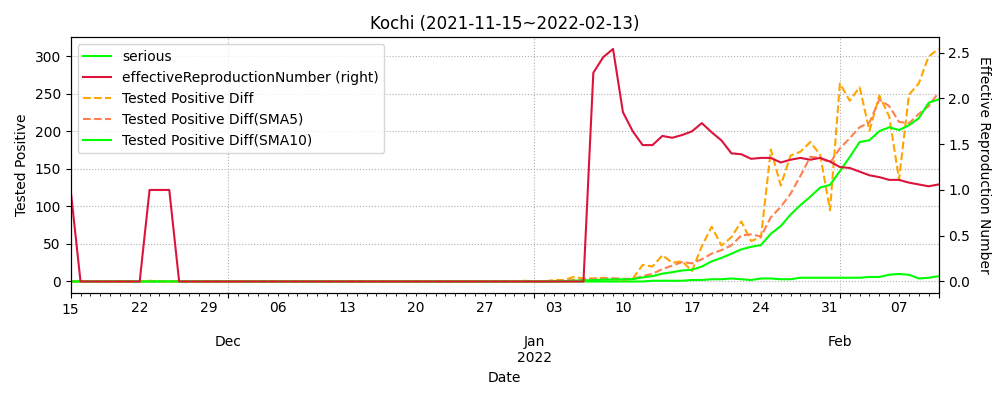 Kochi (2021-11-15~2022-02-13)
serious
effectiveReproductionNumber (right)
Tested Positive Diff
Tested Positive Diff(SMA5)
Tested Positive Diff(SMA10)
Tested Positive
300
250
200
150
100
50
0
2.5
2.0
1.5
1.0
0.5
0.0
Effective Reproduction Number
15 22 29 06 13 20 27 03 10 17 24 31 07
Dec Jan Feb
2022
Date